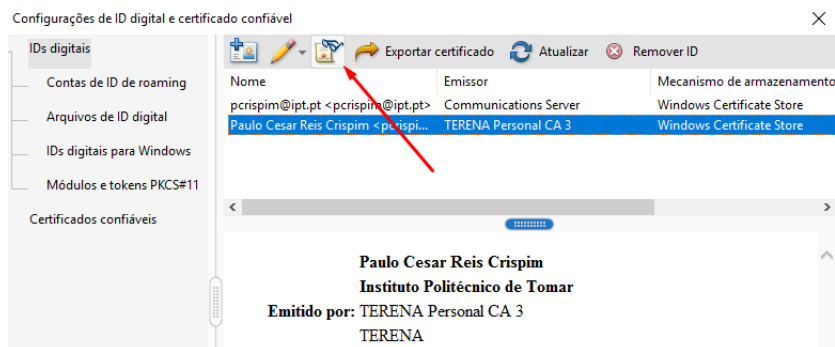 Configurações de ID digital e certificado confiável
IDs digitais
Exportar certificado Atualizar Remover ID
Contas de ID de roaming
Arquivos de ID digital
IDs digitais para Windows
Módulos e tokens PKCS#11
Certificados confiáveis
Nome Emissor Mecanismo de armazenamento
pcrispim@ipt.pt <pcrispim@ipt.pt> Communications Server Windows Certificate Store
Paulo Cesar Reis Crispim <pcrispi... TERENA Personal CA 3 Windows Certificate Store
Paulo Cesar Reis Crispim
Instituto Politécnico de Tomar
Emitido por: TERENA Personal CA 3
TERENA